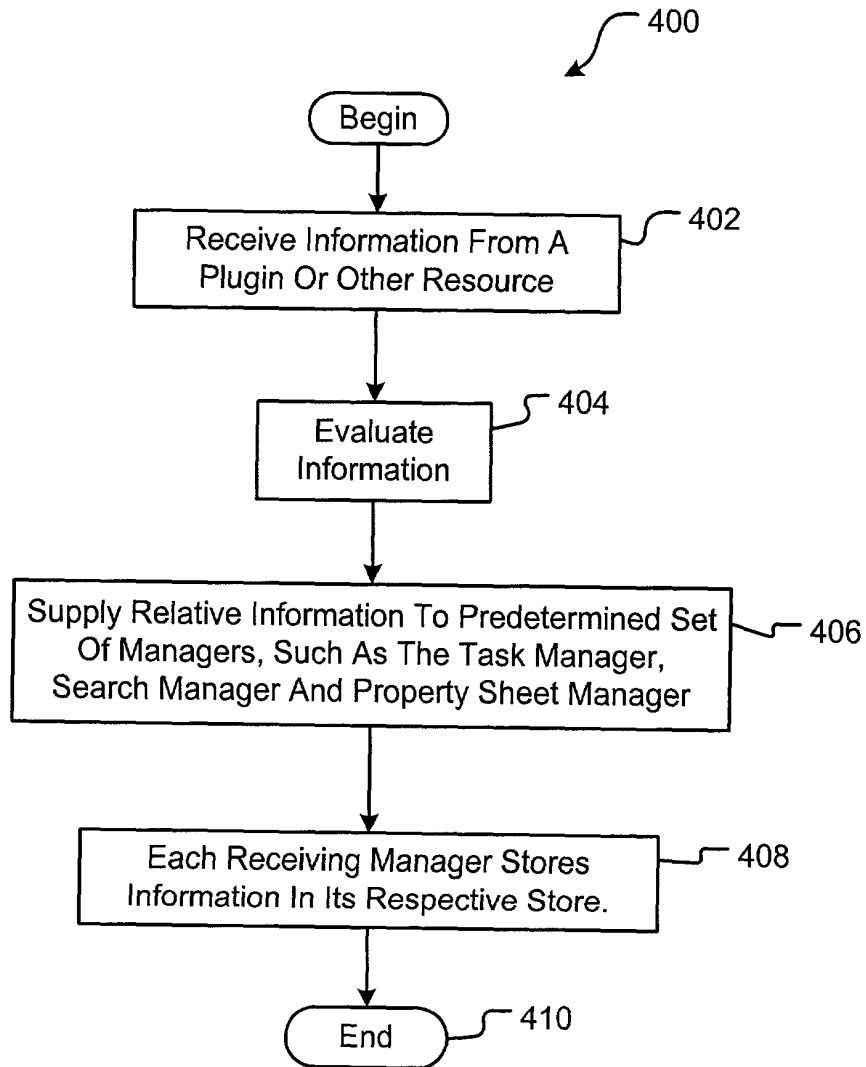 400
Begin
Receive Information From A
Plugin Or Other Resource
402
Evaluate
Information
404
Supply Relative Information To Predetermined Set
Of Managers, Such As The Task Manager,
Search Manager And Property Sheet Manager
406
Each Receiving Manager Stores
Information In Its Respective Store.
408
End
410